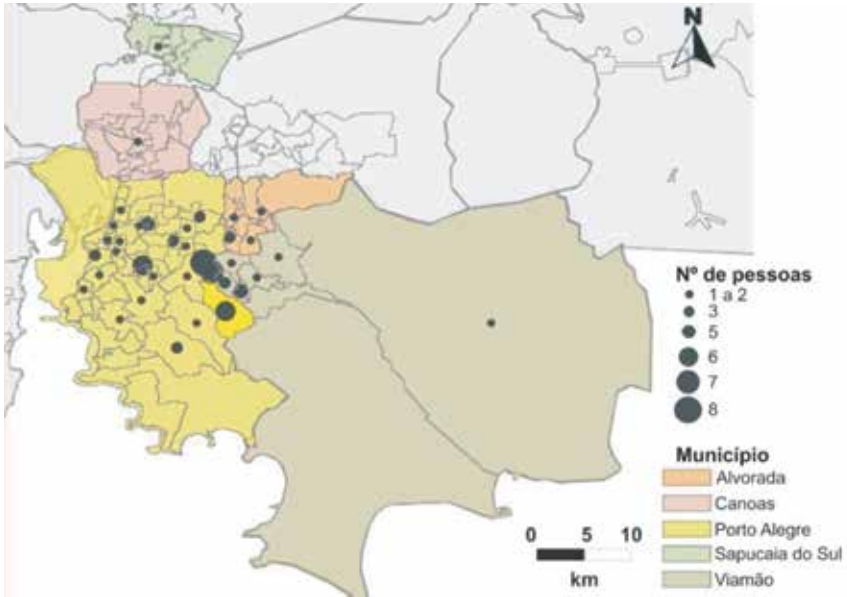 N
Nº de pessoas
1 a 2
3
5
6
7
8
Município
Alvorada
Canoas
Porto Alegre
Sapucaia do Sul
Viamão
0 5 10
km